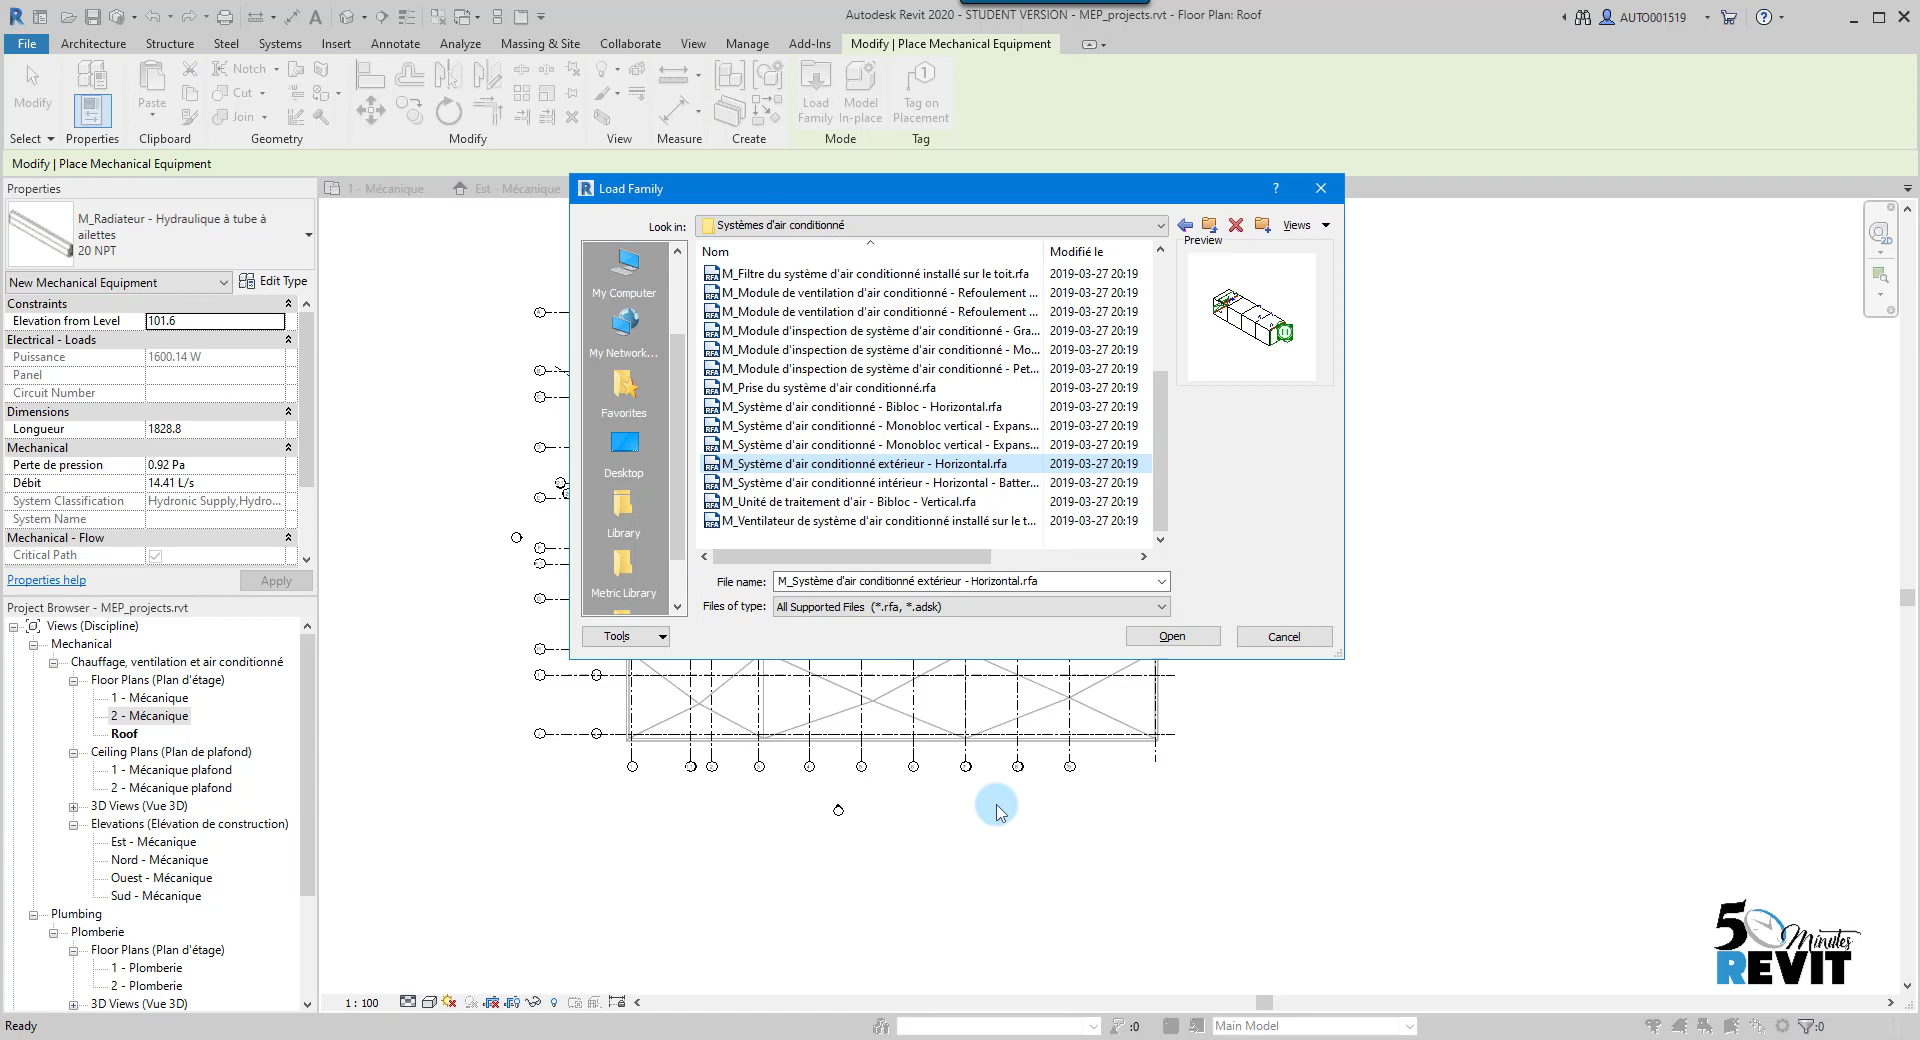 Autodesk Revit 2020 - STUDENT VERSION - MEP_projects.rvt - Floor Plan: Roof
AUTO001519
File Architecture Structure Steel Systems Insert Annotate Analyze Massing & Site Collaborate View Manage Add-Ins Modify | Place Mechanical Equipment
Modify
Paste
Notch
Cut
Join
Load Family
Model In-place
Tag on Placement
Select Properties Clipboard Geometry Modify View Measure Create Mode Tag
Modify | Place Mechanical Equipment
Properties
M_Radiateur - Hydraulique à tube à
ailettes
20 NPT
New Mechanical Equipment Edit Type
Constraints
Elevation from Level 101.6
Electrical - Loads
Puissance 1600.14 W
Panel
Circuit Number
Dimensions
Longueur 1828.8
Mechanical
Perte de pression 0.92 Pa
Débit 14.41 L/s
System Classification Hydronic Supply,Hydro...
System Name
Mechanical - Flow
Critical Path
Properties help Apply
Project Browser - MEP_projects.rvt
Views (Discipline)
Mechanical
Chauffage, ventilation et air conditionné
Floor Plans (Plan d'étage)
1 - Mécanique
2 - Mécanique
Roof
Ceiling Plans (Plan de plafond)
1 - Mécanique plafond
2 - Mécanique plafond
3D Views (Vue 3D)
Elevations (Elévation de construction)
Est - Mécanique
Nord - Mécanique
Ouest - Mécanique
Sud - Mécanique
Plumbing
Plomberie
Floor Plans (Plan d'étage)
1 - Plomberie
2 - Plomberie
3D Views (Vue 3D)
1 - Mécanique Est - Mécanique
Load Family
Look in: Systèmes d'air conditionné Views
Preview
My Computer
My Network...
Favorites
Desktop
Library
Metric Library
Nom Modifié le
M_Filtre du système d'air conditionné installé sur le toit.rfa 2019-03-27 20:19
M_Module de ventilation d'air conditionné - Refoulement ... 2019-03-27 20:19
M_Module de ventilation d'air conditionné - Refoulement ... 2019-03-27 20:19
M_Module d'inspection de système d'air conditionné - Gra... 2019-03-27 20:19
M_Module d'inspection de système d'air conditionné - Mo... 2019-03-27 20:19
M_Module d'inspection de système d'air conditionné - Pet... 2019-03-27 20:19
M_Prise du système d'air conditionné.rfa 2019-03-27 20:19
M_Système d'air conditionné - Bibloc - Horizontal.rfa 2019-03-27 20:19
M_Système d'air conditionné - Monobloc vertical - Expans... 2019-03-27 20:19
M_Système d'air conditionné - Monobloc vertical - Expans... 2019-03-27 20:19
M_Système d'air conditionné extérieur - Horizontal.rfa 2019-03-27 20:19
M_Système d'air conditionné intérieur - Horizontal - Batter... 2019-03-27 20:19
M_Unité de traitement d'air - Bibloc - Vertical.rfa 2019-03-27 20:19
M_Ventilateur de système d'air conditionné installé sur le t... 2019-03-27 20:19
File name: M_Système d'air conditionné extérieur - Horizontal.rfa
Files of type: All Supported Files (*.rfa, *.adsk)
Tools Open Cancel
50 Minutes
REVIT
1 : 100
Ready :0 Main Model :0